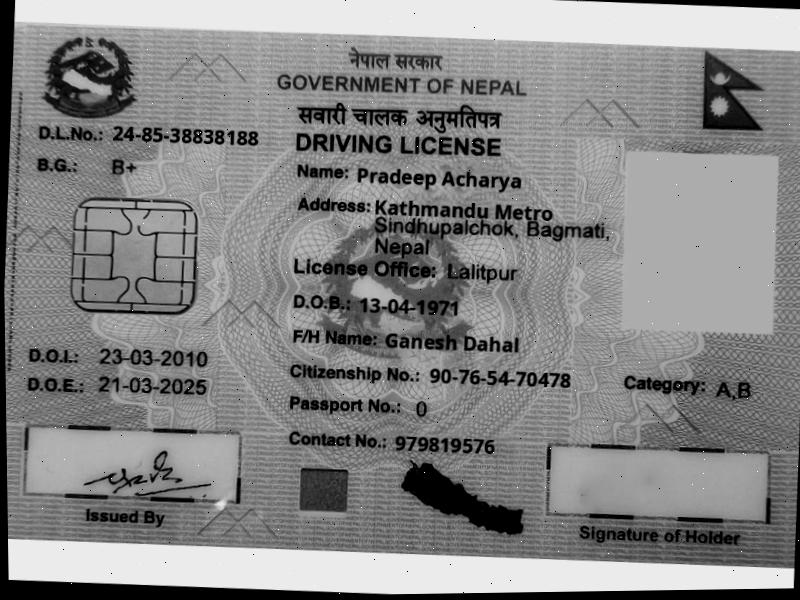 नेपाल सरकार
GOVERNMENT OF NEPAL
सवारी चालक अनुमतिपत्र
DRIVING LICENSE
D.L.No.: 24-85-38838188
B.G.: B+
Name: Pradeep Acharya
Address: Kathmandu Metro
Sindhupalchok, Bagmati,
Nepal
License Office: Lalitpur
D.O.B.: 13-04-1971
F/H Name: Ganesh Dahal
D.O.I.: 23-03-2010
D.O.E.: 21-03-2025
Citizenship No.: 90-76-54-70478
Category: A,B
Passport No.: 0
Contact No.: 979819576
Issued By
Signature of Holder